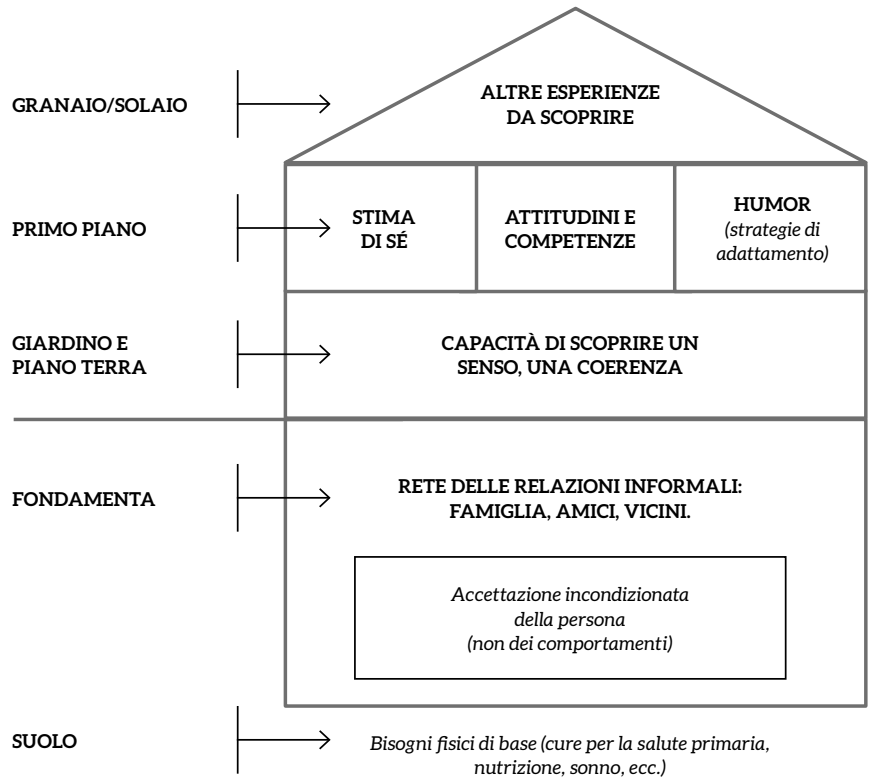 GRANAIO/SOLAIO
ALTRE ESPERIENZE
DA SCOPRIRE
PRIMO PIANO
STIMA
DI SÉ
ATTITUDINI E
COMPETENZE
HUMOR
(strategie di
adattamento)
GIARDINO E
PIANO TERRA
CAPACITÀ DI SCOPRIRE UN
SENSO, UNA COERENZA
FONDAMENTA
RETE DELLE RELAZIONI INFORMALI:
FAMIGLIA, AMICI, VICINI.
Accettazione incondizionata
della persona
(non dei comportamenti)
SUOLO
Bisogni fisici di base (cure per la salute primaria,
nutrizione, sonno, ecc.)